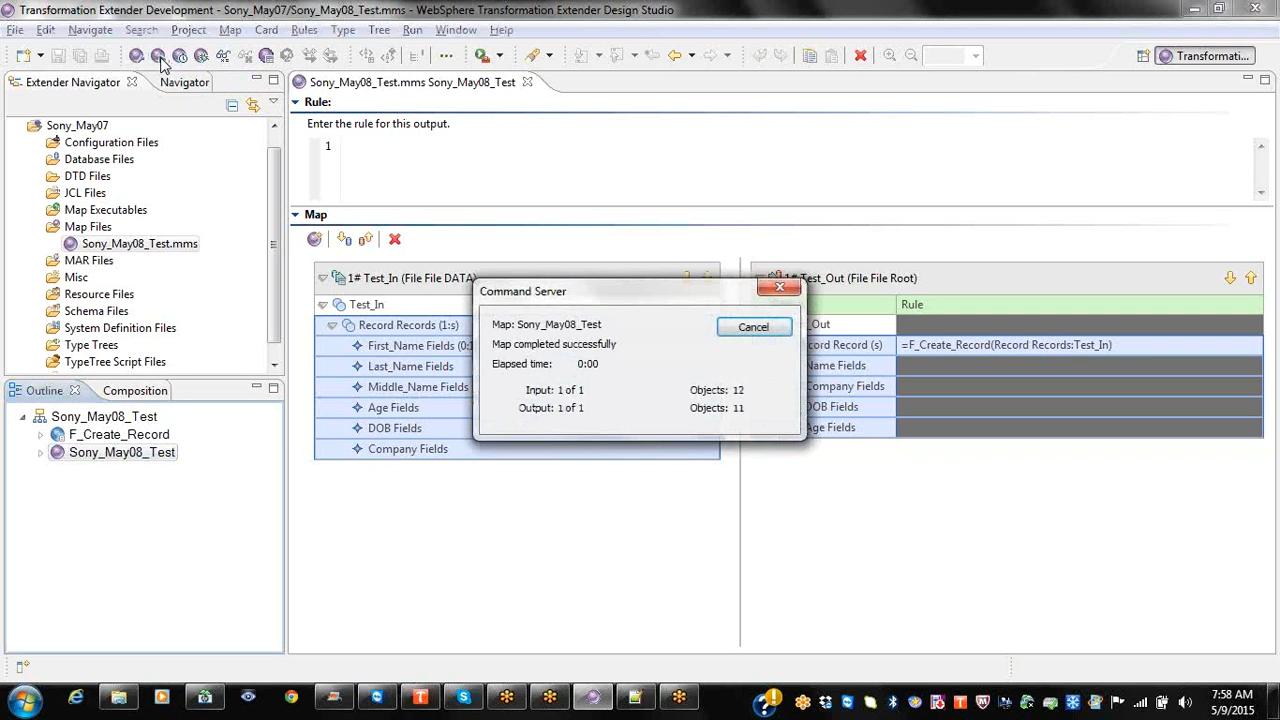 Transformation Extender Development - Sony_May07/Sony_May08_Test.mms - WebSphere Transformation Extender Design Studio
File Edit Navigate Search Project Map Card Rules Type Tree Run Window Help
Transformati...
Extender Navigator Navigator
Sony_May07
Configuration Files
Database Files
DTD Files
JCL Files
Map Executables
Map Files
Sony_May08_Test.mms
MAR Files
Misc
Resource Files
Schema Files
System Definition Files
Type Trees
TypeTree Script Files
Outline Composition
Sony_May08_Test
F_Create_Record
Sony_May08_Test
Sony_May08_Test.mms Sony_May08_Test
Rule:
Enter the rule for this output.
1
Map
1# Test_In (File File DATA)
Test_In
Record Records (1:s)
First_Name Fields (0:
Last_Name Fields
Middle_Name Fields
Age Fields
DOB Fields
Company Fields
Command Server
Map: Sony_May08_Test
Cancel
Map completed successfully
Elapsed time: 0:00
Input: 1 of 1 Objects: 12
Output: 1 of 1 Objects: 11
Test_Out (File File Root)
Rule
_Out
ecord Record (s) =F_Create_Record(Record Records:Test_In)
Name Fields
Company Fields
DOB Fields
Age Fields
7:58 AM
5/9/2015